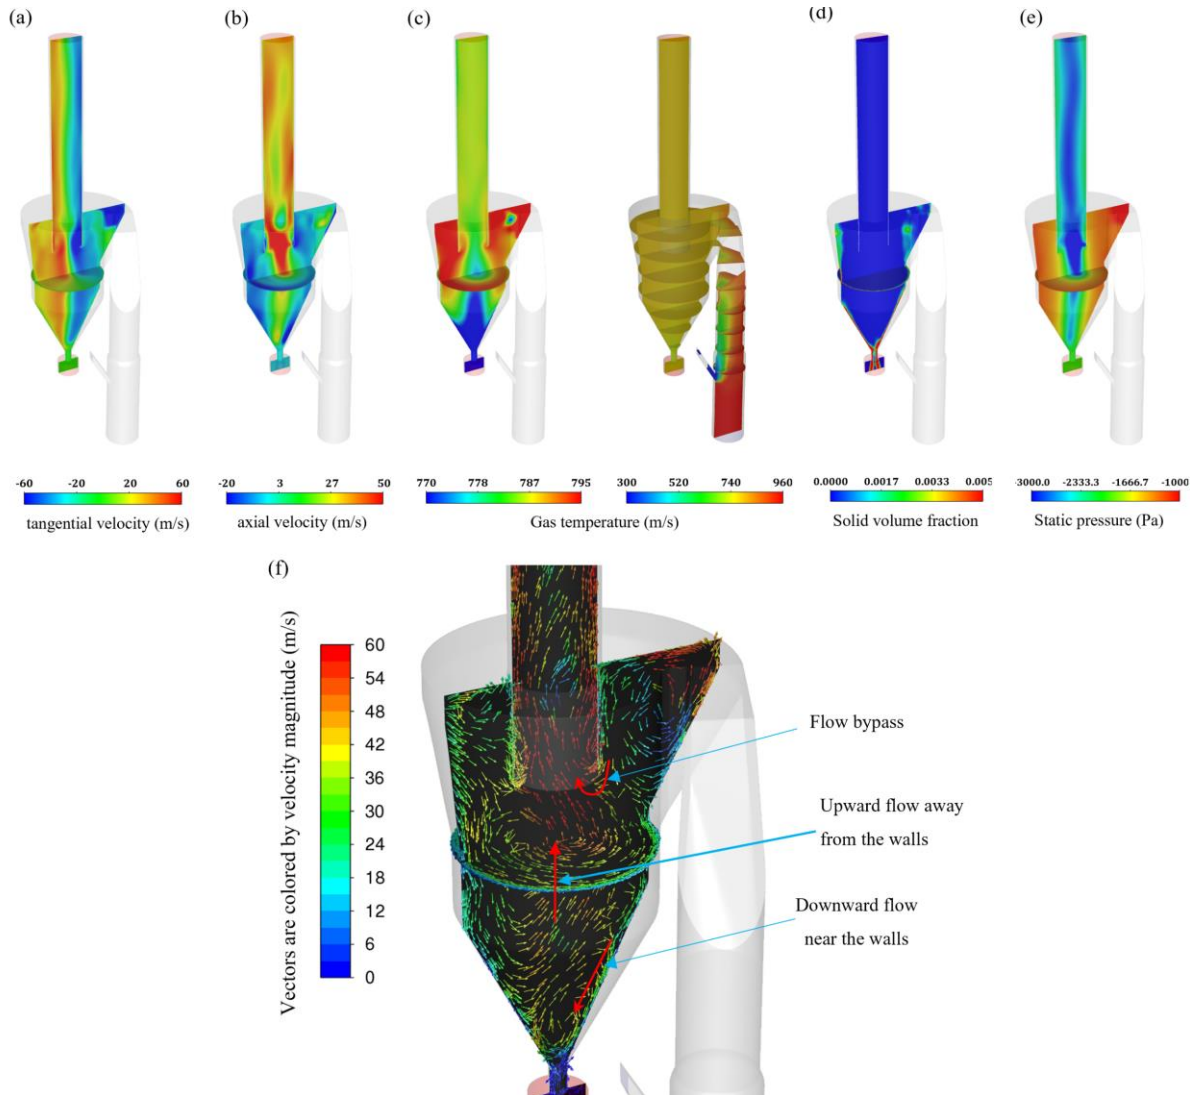 (a) (b) (c) (d) (e)
-60 -20 20 60
tangential velocity (m/s)
-20 3 27 50
axial velocity (m/s)
770 778 787 795
300 520 740 960
Gas temperature (m/s)
0.0000 0.0017 0.0033 0.005
Solid volume fraction
-3000.0 -2333.3 -1666.7 -1000
Static pressure (Pa)
(f)
Vectors are colored by velocity magnitude (m/s)
60
54
48
42
36
30
24
18
12
6
0
Flow bypass
Upward flow away
from the walls
Downward flow
near the walls